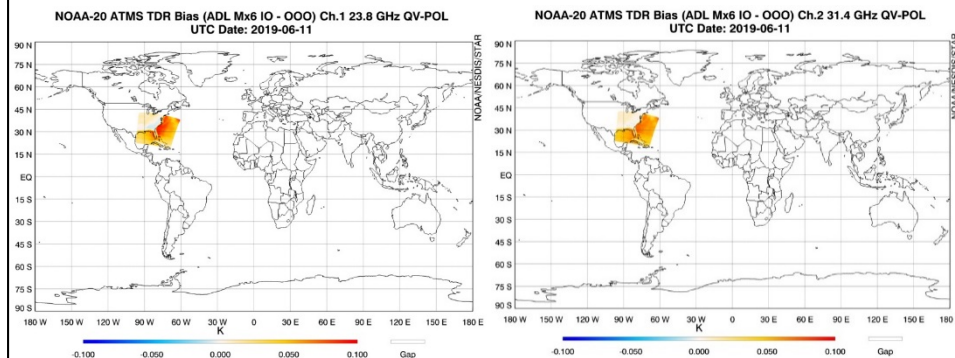 NOAA-20 ATMS TDR Bias (ADL Mx6 IO - OOO) Ch.1 23.8 GHz QV-POL
UTC Date: 2019-06-11
90 N
75 N
60 N
45 N
30 N
15 N
EQ
15 S
30 S
45 S
60 S
75 S
90 S
180 W 150 W 120 W 90 W 60 W 30 W 0 30 E 60 E 90 E 120 E 150 E 180 E
NOAA/NESDIS/STAR
K
-0.100 -0.050 0.000 0.050 0.100 Gap
NOAA-20 ATMS TDR Bias (ADL Mx6 IO - OOO) Ch.2 31.4 GHz QV-POL
UTC Date: 2019-06-11
90 N
75 N
60 N
45 N
30 N
15 N
EQ
15 S
30 S
45 S
60 S
75 S
90 S
180 W 150 W 120 W 90 W 60 W 30 W 0 30 E 60 E 90 E 120 E 150 E 180
NOAA/NESDIS/STAR
K
-0.100 -0.050 0.000 0.050 0.100 Gap